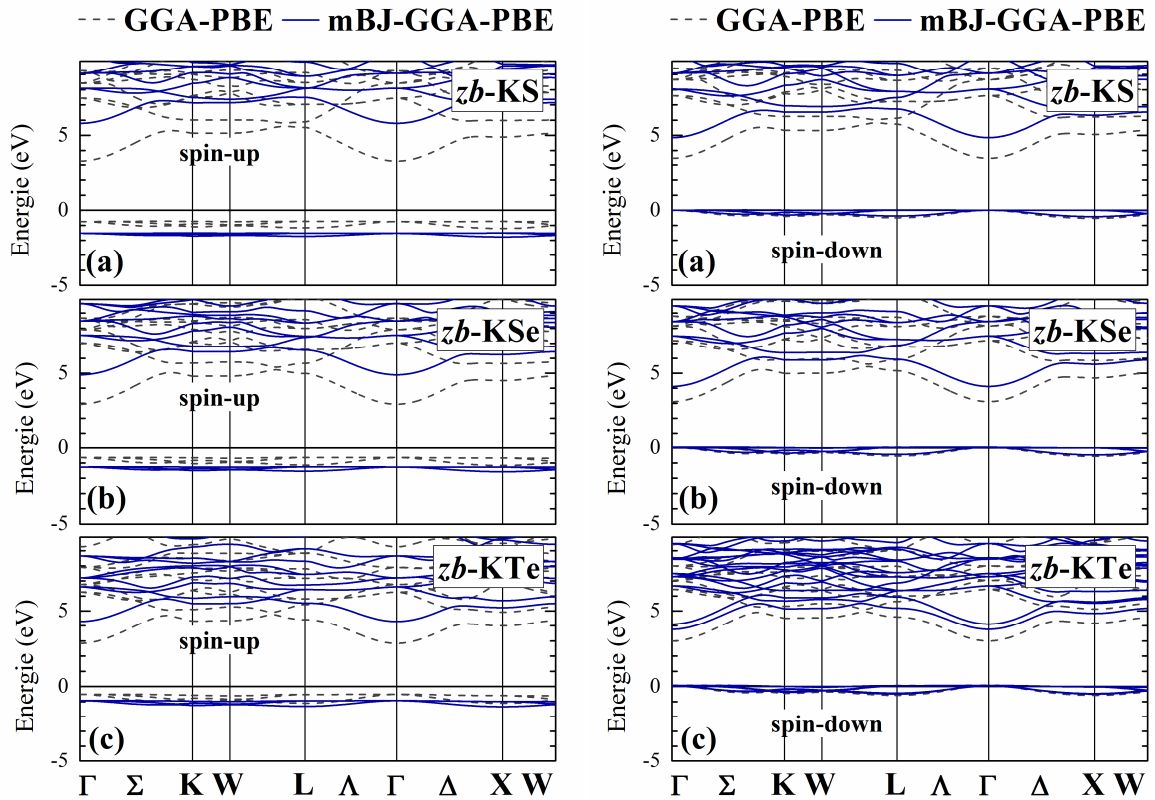 GGA-PBE mBJ-GGA-PBE
GGA-PBE mBJ-GGA-PBE
Energie (eV)
5
0
-5
zb-KS
spin-up
(a)
Energie (eV)
5
0
-5
zb-KS
spin-down
(a)
Energie (eV)
5
0
-5
zb-KSe
spin-up
(b)
Energie (eV)
5
0
-5
zb-KSe
spin-down
(b)
Energie (eV)
5
0
-5
zb-KTe
spin-up
(c)
Energie (eV)
5
0
-5
zb-KTe
spin-down
(c)
Γ Σ K W L Λ Γ Δ X W
Γ Σ K W L Λ Γ Δ X W